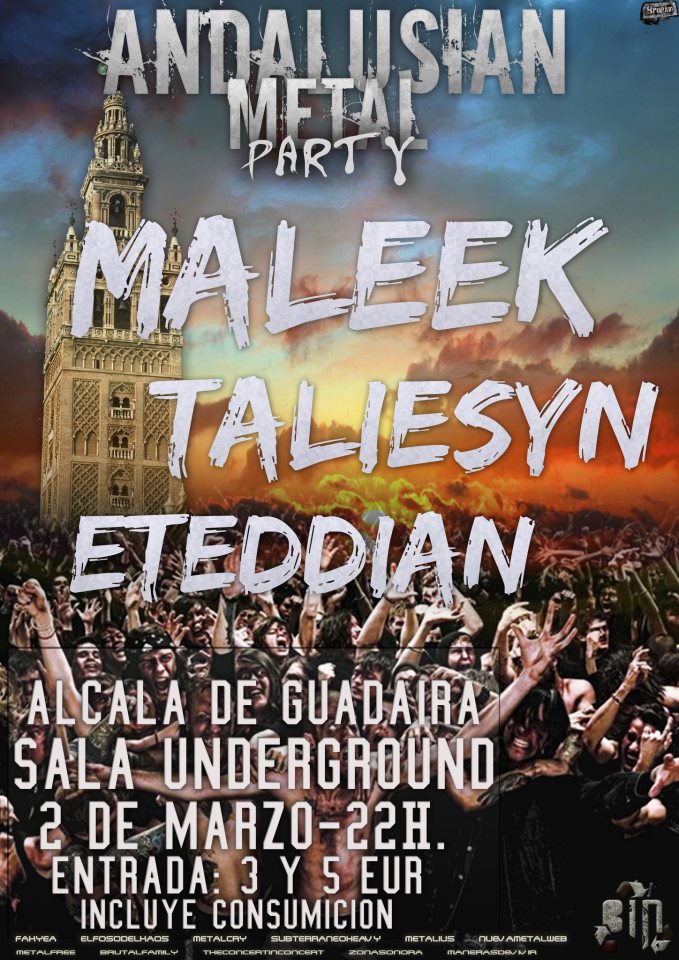 ANDALUSIAN
METAL
PARTY
MALEEK
TALIESYN
ETEDDIAN
ALCALA DE GUADAIRA
SALA UNDERGROUND
2 DE MARZO-22H.
ENTRADA: 3 Y 5 EUR
INCLUYE CONSUMICION
FAKYEA ELFOSODELKAOS METALCRY SUBTERRANEOHEAVY METALIUS NUEVAMETALWEB
METALFREE BRUTALFAMILY THECONCERTINCONCERT ZONASONORA MANERASDEVIVIR